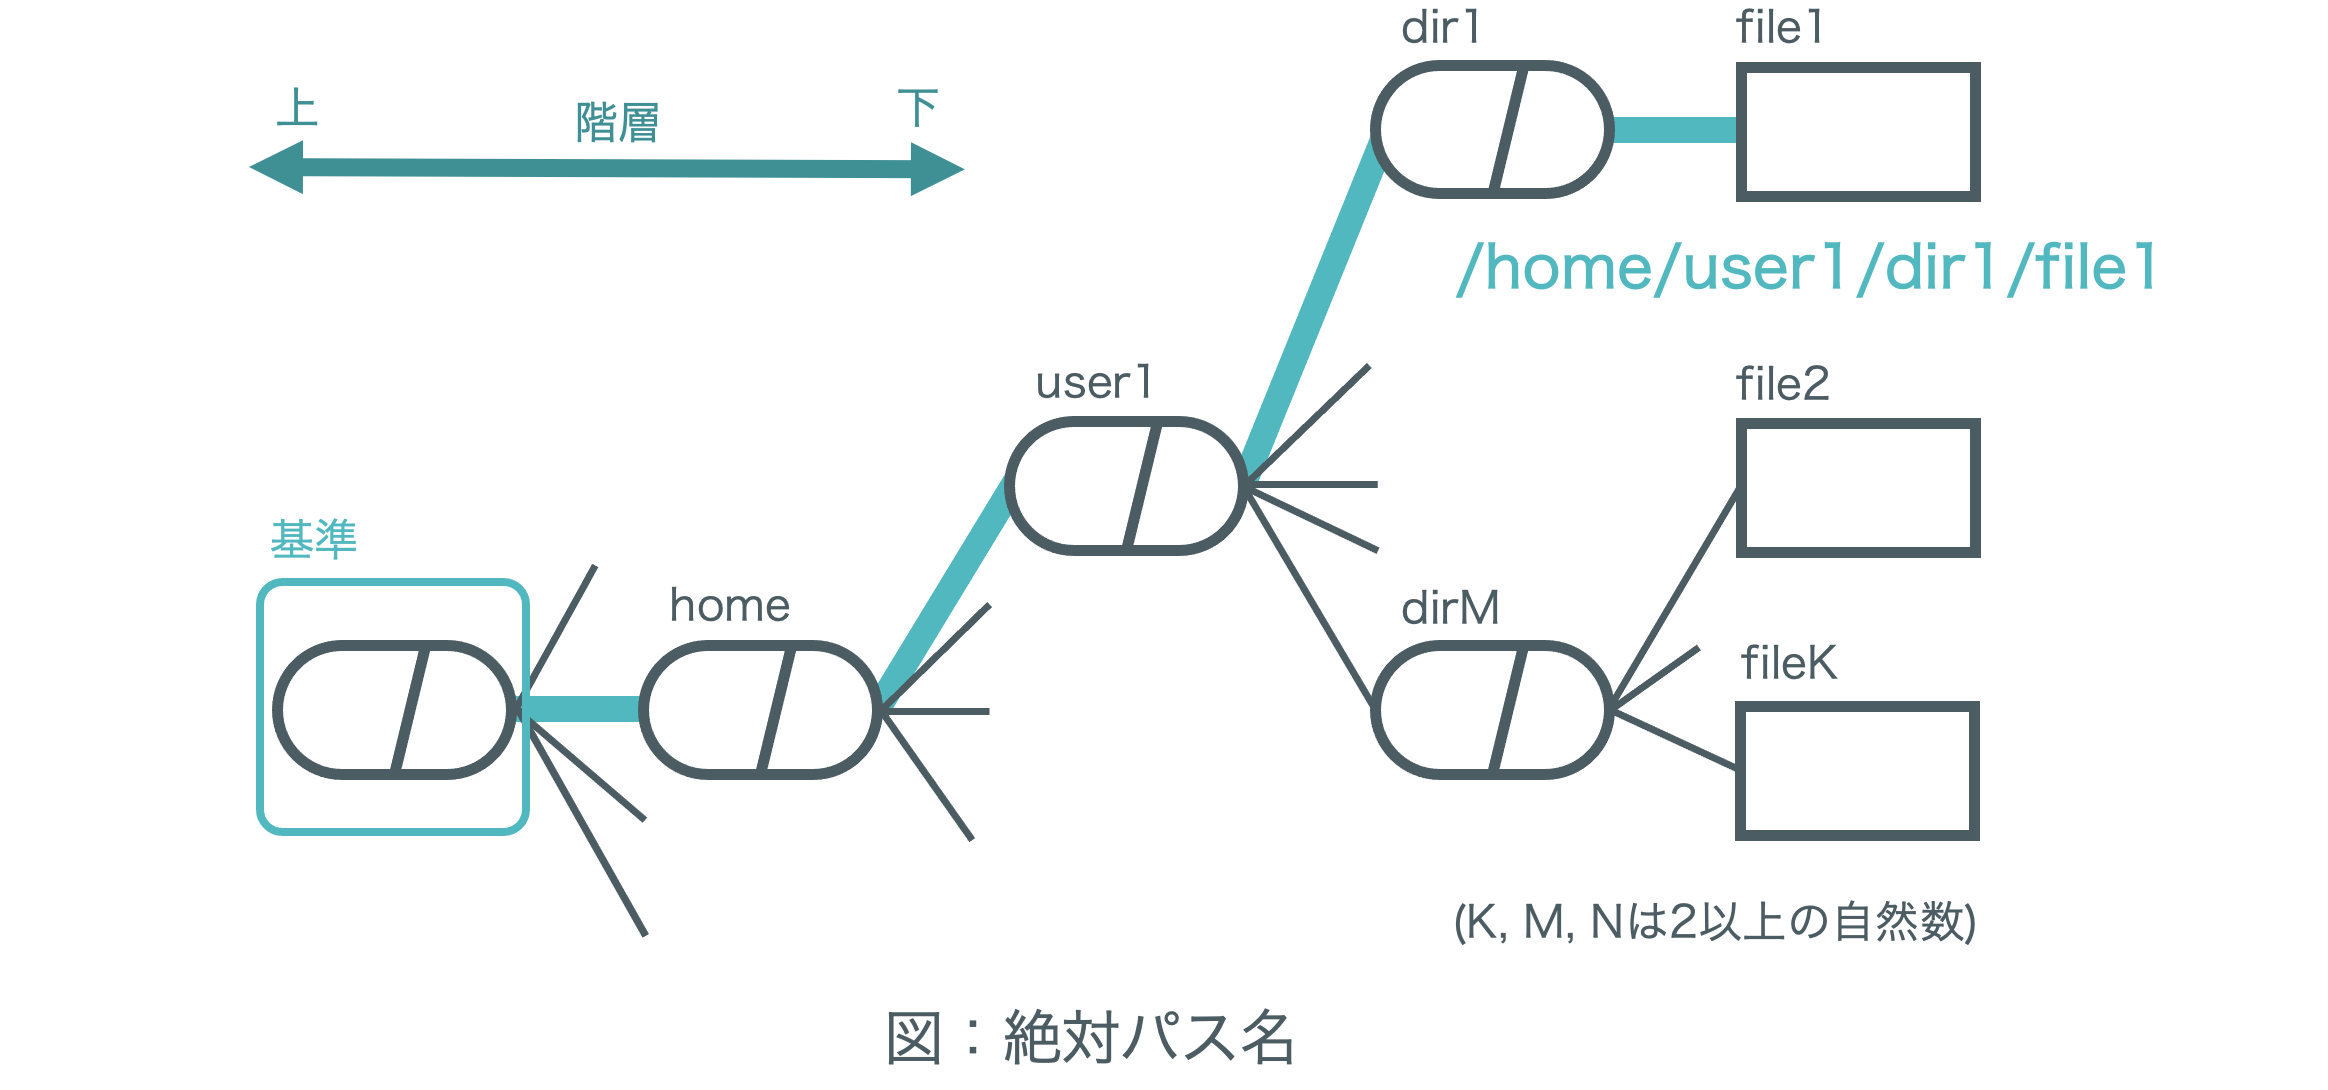 dir1
file1
上
階層
下
/home/user1/dir1/file1
user1
file2
基準
home
dirM
fileK
(K, M, Nは2以上の自然数)
図：絶対パス名